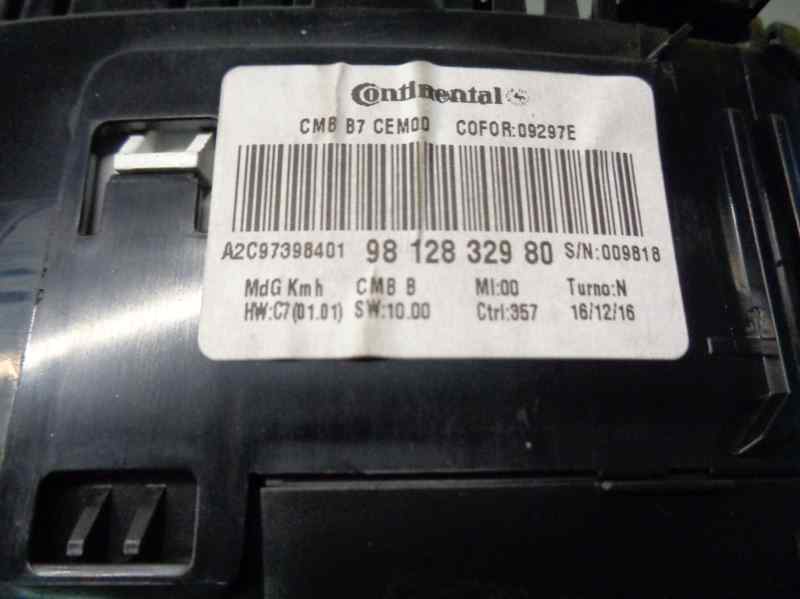 Continental
CMB B7 CEM00 COFOR:09297E
A2C97398401 98 128 329 80 S/N:009818
MdG Kmh CMB B MI:00 Turno:N
HW:C7(01.01) SW:10.00 Ctrl:357 16/12/16